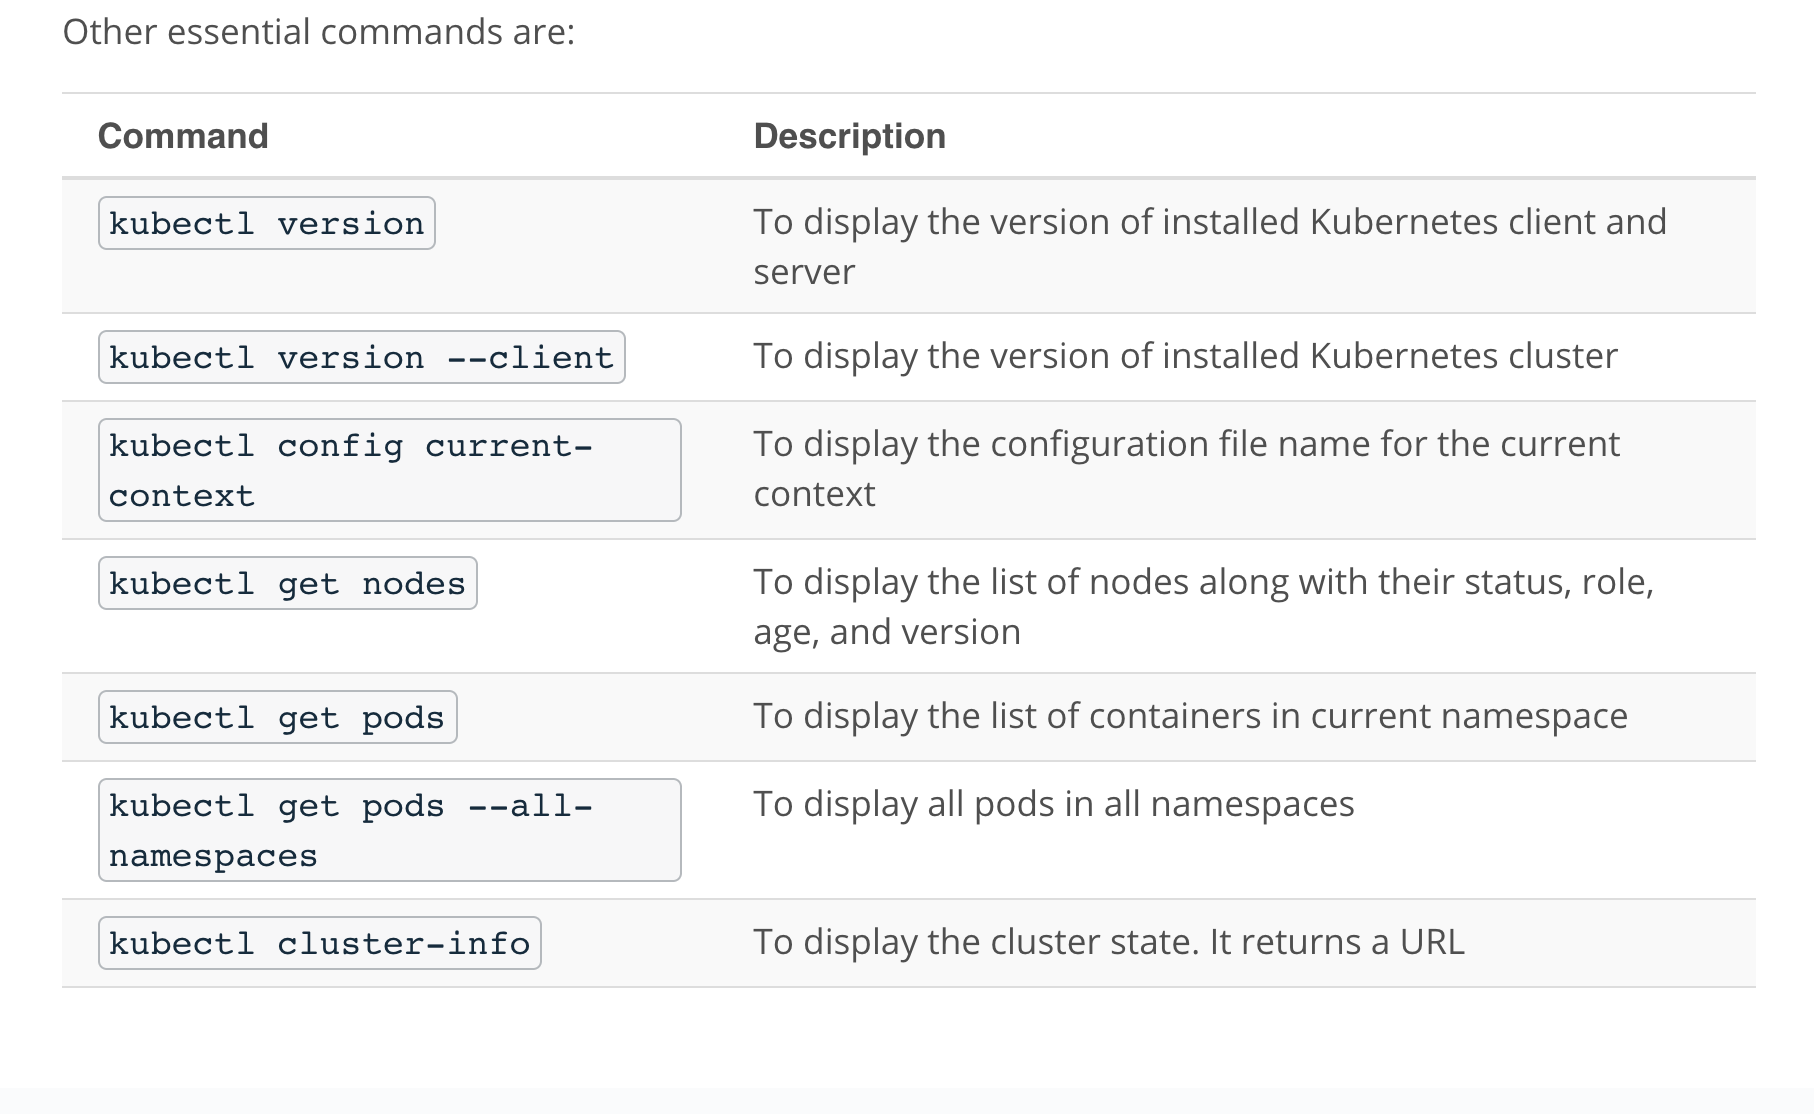 Other essential commands are:
Command Description
kubectl version To display the version of installed Kubernetes client and
server
kubectl version --client To display the version of installed Kubernetes cluster
kubectl config current- To display the configuration file name for the current
context context
kubectl get nodes To display the list of nodes along with their status, role,
age, and version
kubectl get pods To display the list of containers in current namespace
kubectl get pods --all- To display all pods in all namespaces
namespaces
kubectl cluster-info To display the cluster state. It returns a URL